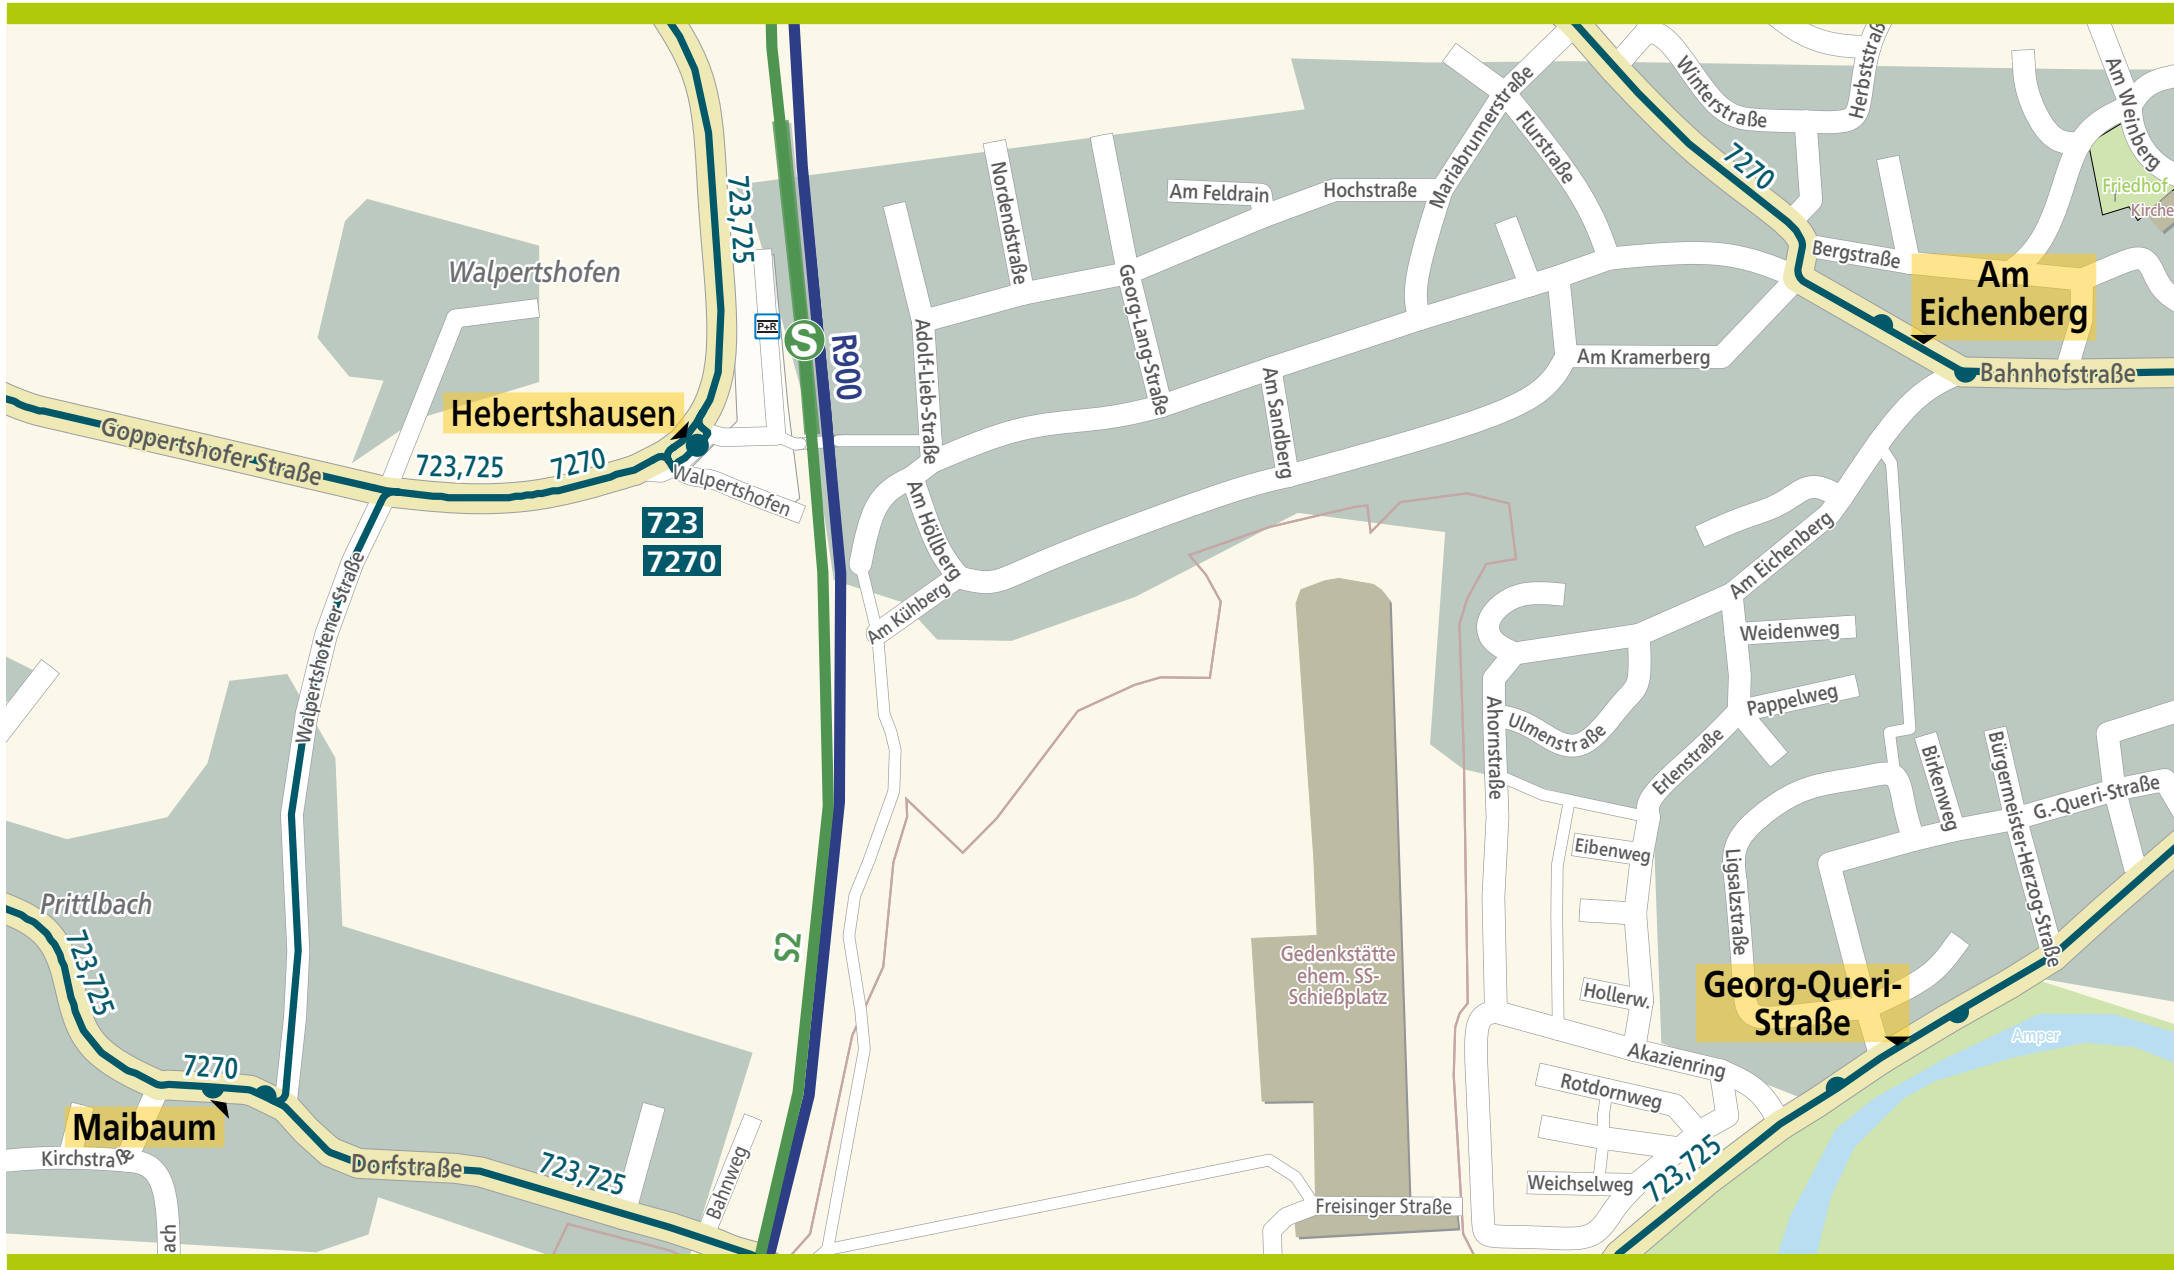 Herbststraß
Winterstraße
Am Weinberg
Mariabrunnerstraße
Flurstraße
7270
Friedhof
Kirche
723,725
Nordendstraße
Am Feldrain
Hochstraße
Bergstraße
Am
Eichenberg
Walpertshofen
Georg-Lang-Straße
P+R
S
R900
Adolf-Lieb-Straße
Am Kramerberg
Bahnhofstraße
Am Sandberg
Hebertshausen
Goppertshofer Straße
723,725
7270
Walpertshofen
723
7270
Am Höllberg
Am Eichenberg
Am Kühberg
Walpertshofener Straße
Weidenweg
Pappelweg
Ahornstraße
Ulmenstraße
Erlenstraße
Birkenweg
Bürgermeister-Herzog-Straße
G.-Queri-Straße
Eibenweg
Ligsalzstraße
Prittlbach
723,725
S2
Gedenkstätte
ehem. SS-
Schießplatz
Hollerw.
Georg-Queri-
Straße
Amper
Akazienring
7270
Rotdornweg
Maibaum
Kirchstraße
Dorfstraße
723,725
Bahnweg
723,725
Weichselweg
Freisinger Straße
ach